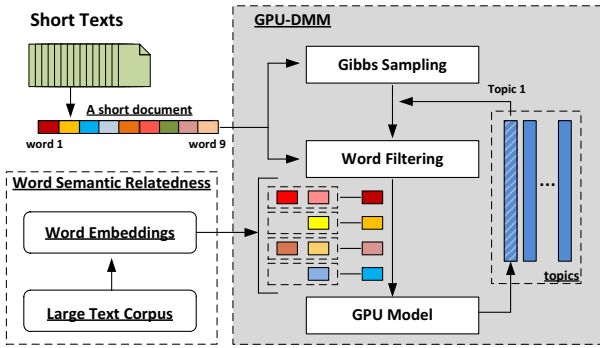 Short Texts
GPU-DMM
Gibbs Sampling
A short document
Topic 1
word 1
word 9
Word Filtering
Word Semantic Relatedness
Word Embeddings
...
topics
Large Text Corpus
GPU Model